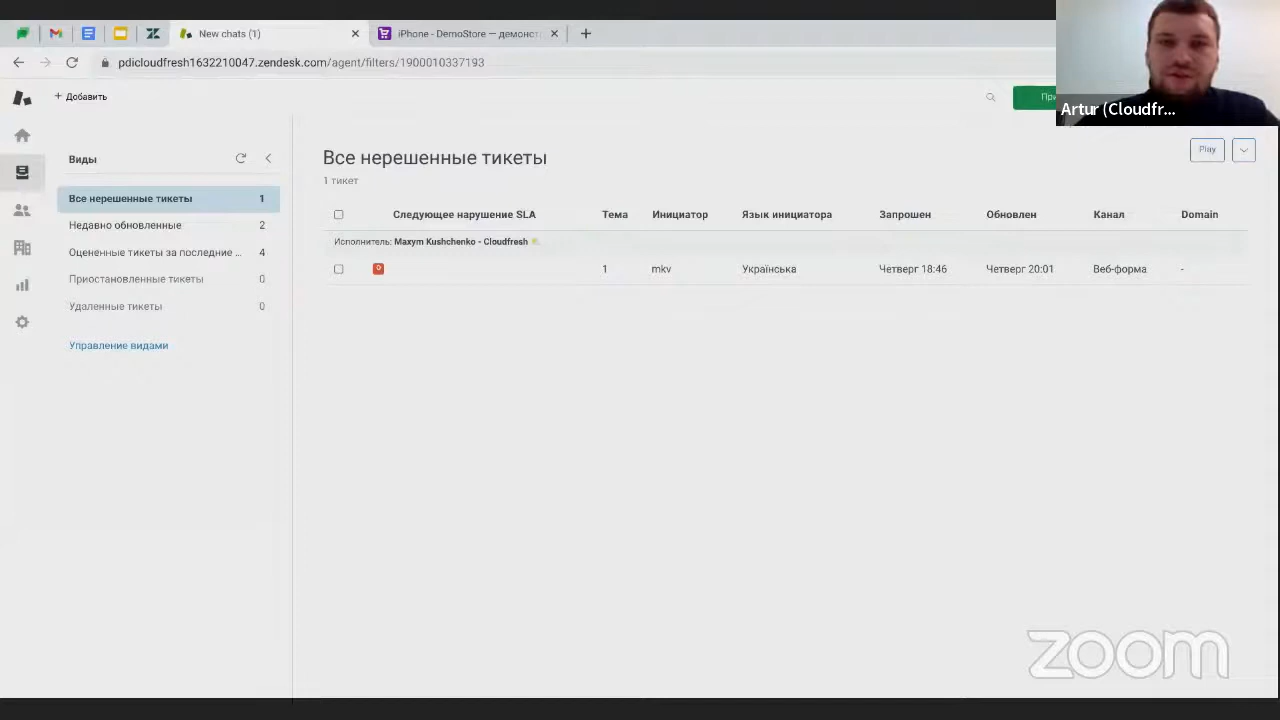 New chats (1)
iPhone - DemoStore — демонст
pdicloudfresh1632210047.zendesk.com/agent/filters/1900010337193
+ Добавить
При
Artur (Cloudfr...
Виды
Все нерешенные тикеты 1
Недавно обновленные 2
Оцененные тикеты за последние ... 4
Приостановленные тикеты 0
Удаленные тикеты 0
Управление видами
Все нерешенные тикеты
1 тикет
Play
Следующее нарушение SLA Тема Инициатор Язык инициатора Запрошен Обновлен Канал Domain
Исполнитель: Maxym Kushchenko - Cloudfresh
О 1 mkv Українська Четверг 18:46 Четверг 20:01 Веб-форма -
zoom